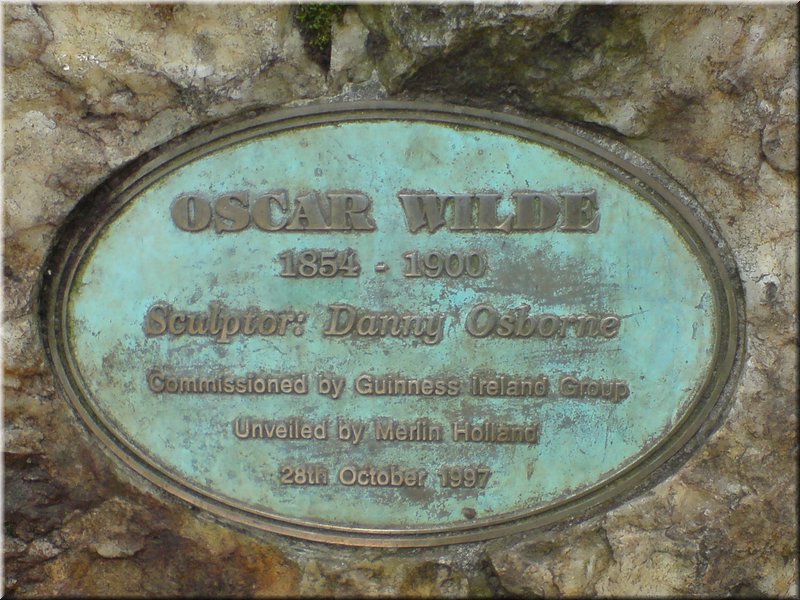 OSCAR WILDE
1854 - 1900
Sculptor: Danny Osborne
Commissioned by Guinness Ireland Group
Unveiled by Merlin Holland
28th October 1997